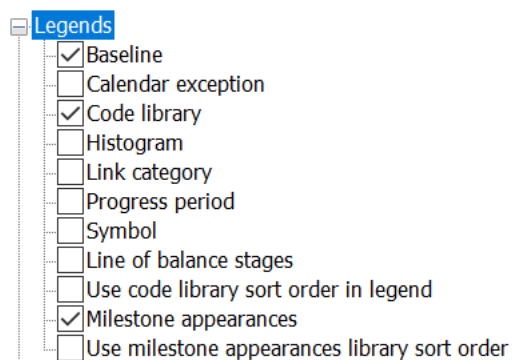 Legends
Baseline
Calendar exception
Code library
Histogram
Link category
Progress period
Symbol
Line of balance stages
Use code library sort order in legend
Milestone appearances
Use milestone appearances library sort order